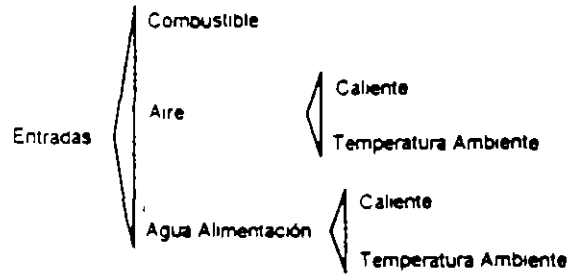 Combustible
Caliente
Aire
Entradas
Temperatura Ambiente
Caliente
Agua Alimentación
Temperatura Ambiente